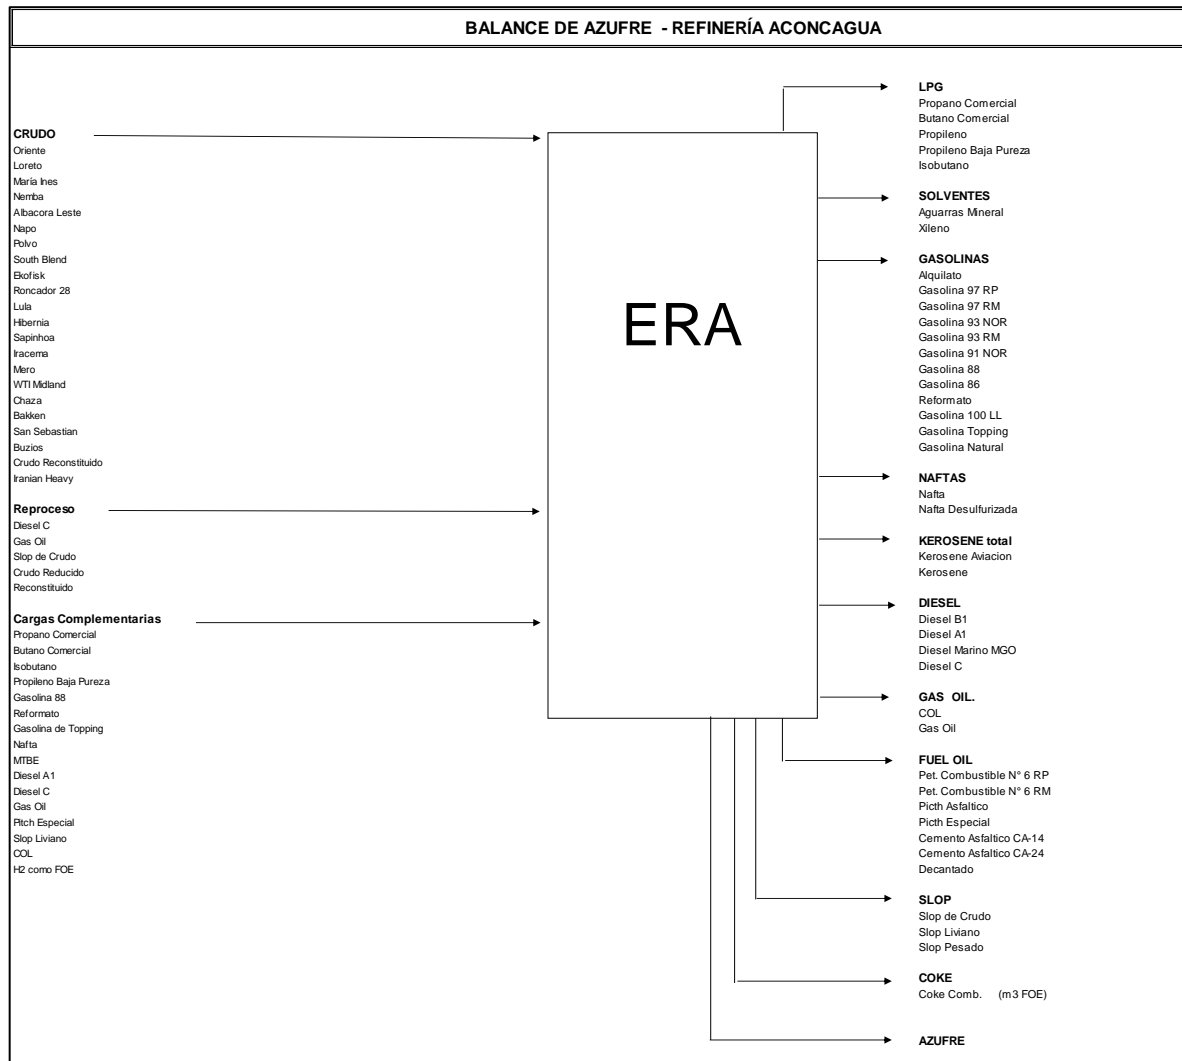 BALANCE DE AZUFRE - REFINERÍA ACONCAGUA
CRUDO
Oriente
Loreto
María Ines
Nemba
Albacora Leste
Napo
Polvo
South Blend
Ekofisk
Roncador 28
Lula
Hibernia
Sapinhoa
Iracema
Mero
WTI Midland
Chaza
Bakken
San Sebastian
Buzios
Crudo Reconstituido
Iranian Heavy
Reproceso
Diesel C
Gas Oil
Slop de Crudo
Crudo Reducido
Reconstituido
Cargas Complementarias
Propano Comercial
Butano Comercial
Isobutano
Propileno Baja Pureza
Gasolina 88
Reformato
Gasolina de Topping
Nafta
MTBE
Diesel A1
Diesel C
Gas Oil
Pitch Especial
Slop Liviano
COL
H2 como FOE
ERA
LPG
Propano Comercial
Butano Comercial
Propileno
Propileno Baja Pureza
Isobutano
SOLVENTES
Aguarras Mineral
Xileno
GASOLINAS
Alquilato
Gasolina 97 RP
Gasolina 97 RM
Gasolina 93 NOR
Gasolina 93 RM
Gasolina 91 NOR
Gasolina 88
Gasolina 86
Reformato
Gasolina 100 LL
Gasolina Topping
Gasolina Natural
NAFTAS
Nafta
Nafta Desulfurizada
KEROSENE total
Kerosene Aviacion
Kerosene
DIESEL
Diesel B1
Diesel A1
Diesel Marino MGO
Diesel C
GAS OIL.
COL
Gas Oil
FUEL OIL
Pet. Combustible N° 6 RP
Pet. Combustible N° 6 RM
Picth Asfaltico
Picth Especial
Cemento Asfaltico CA-14
Cemento Asfaltico CA-24
Decantado
SLOP
Slop de Crudo
Slop Liviano
Slop Pesado
COKE
Coke Comb. (m3 FOE)
AZUFRE